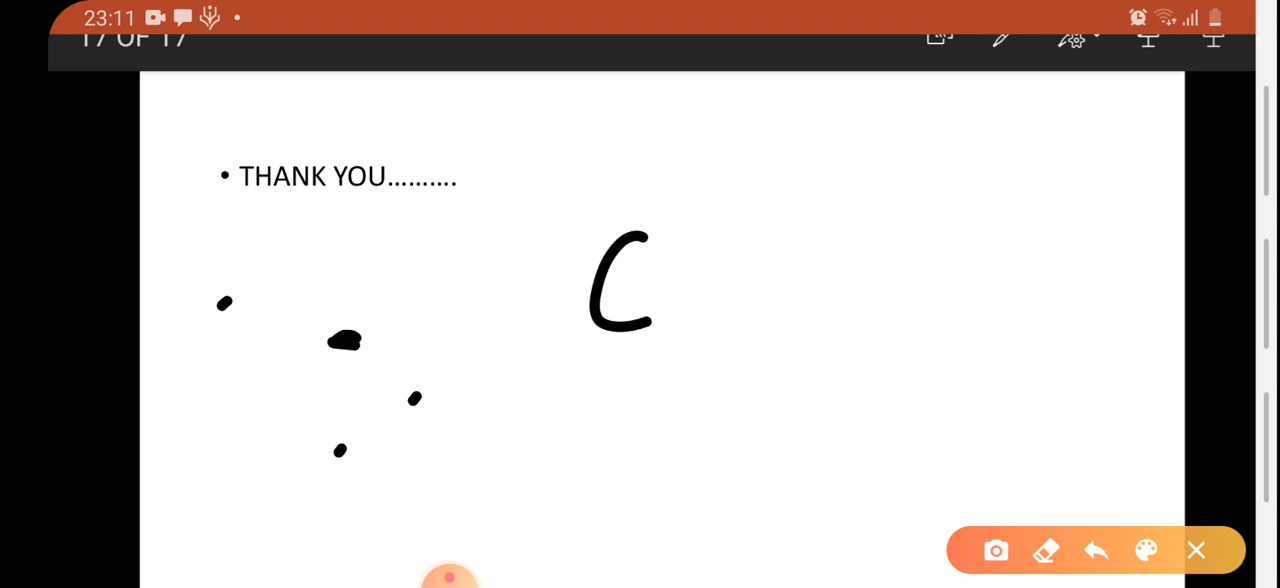 23:11
17 OF 17
• THANK YOU..........
C